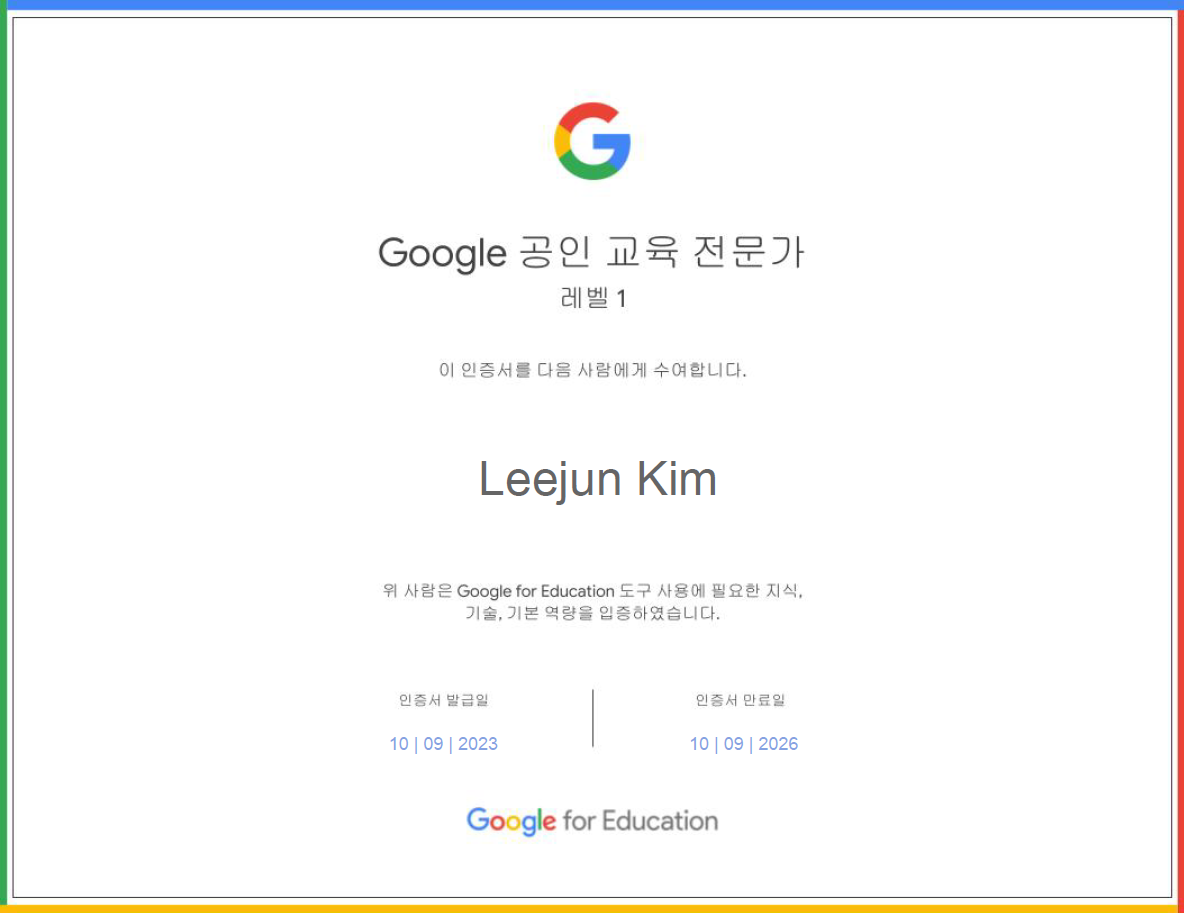 Google 공인 교육 전문가
레벨 1
이 인증서를 다음 사람에게 수여합니다.
Leejun Kim
위 사람은 Google for Education 도구 사용에 필요한 지식,
기술, 기본 역량을 입증하였습니다.
인증서 발급일
10 | 09 | 2023
인증서 만료일
10 | 09 | 2026
Google for Education